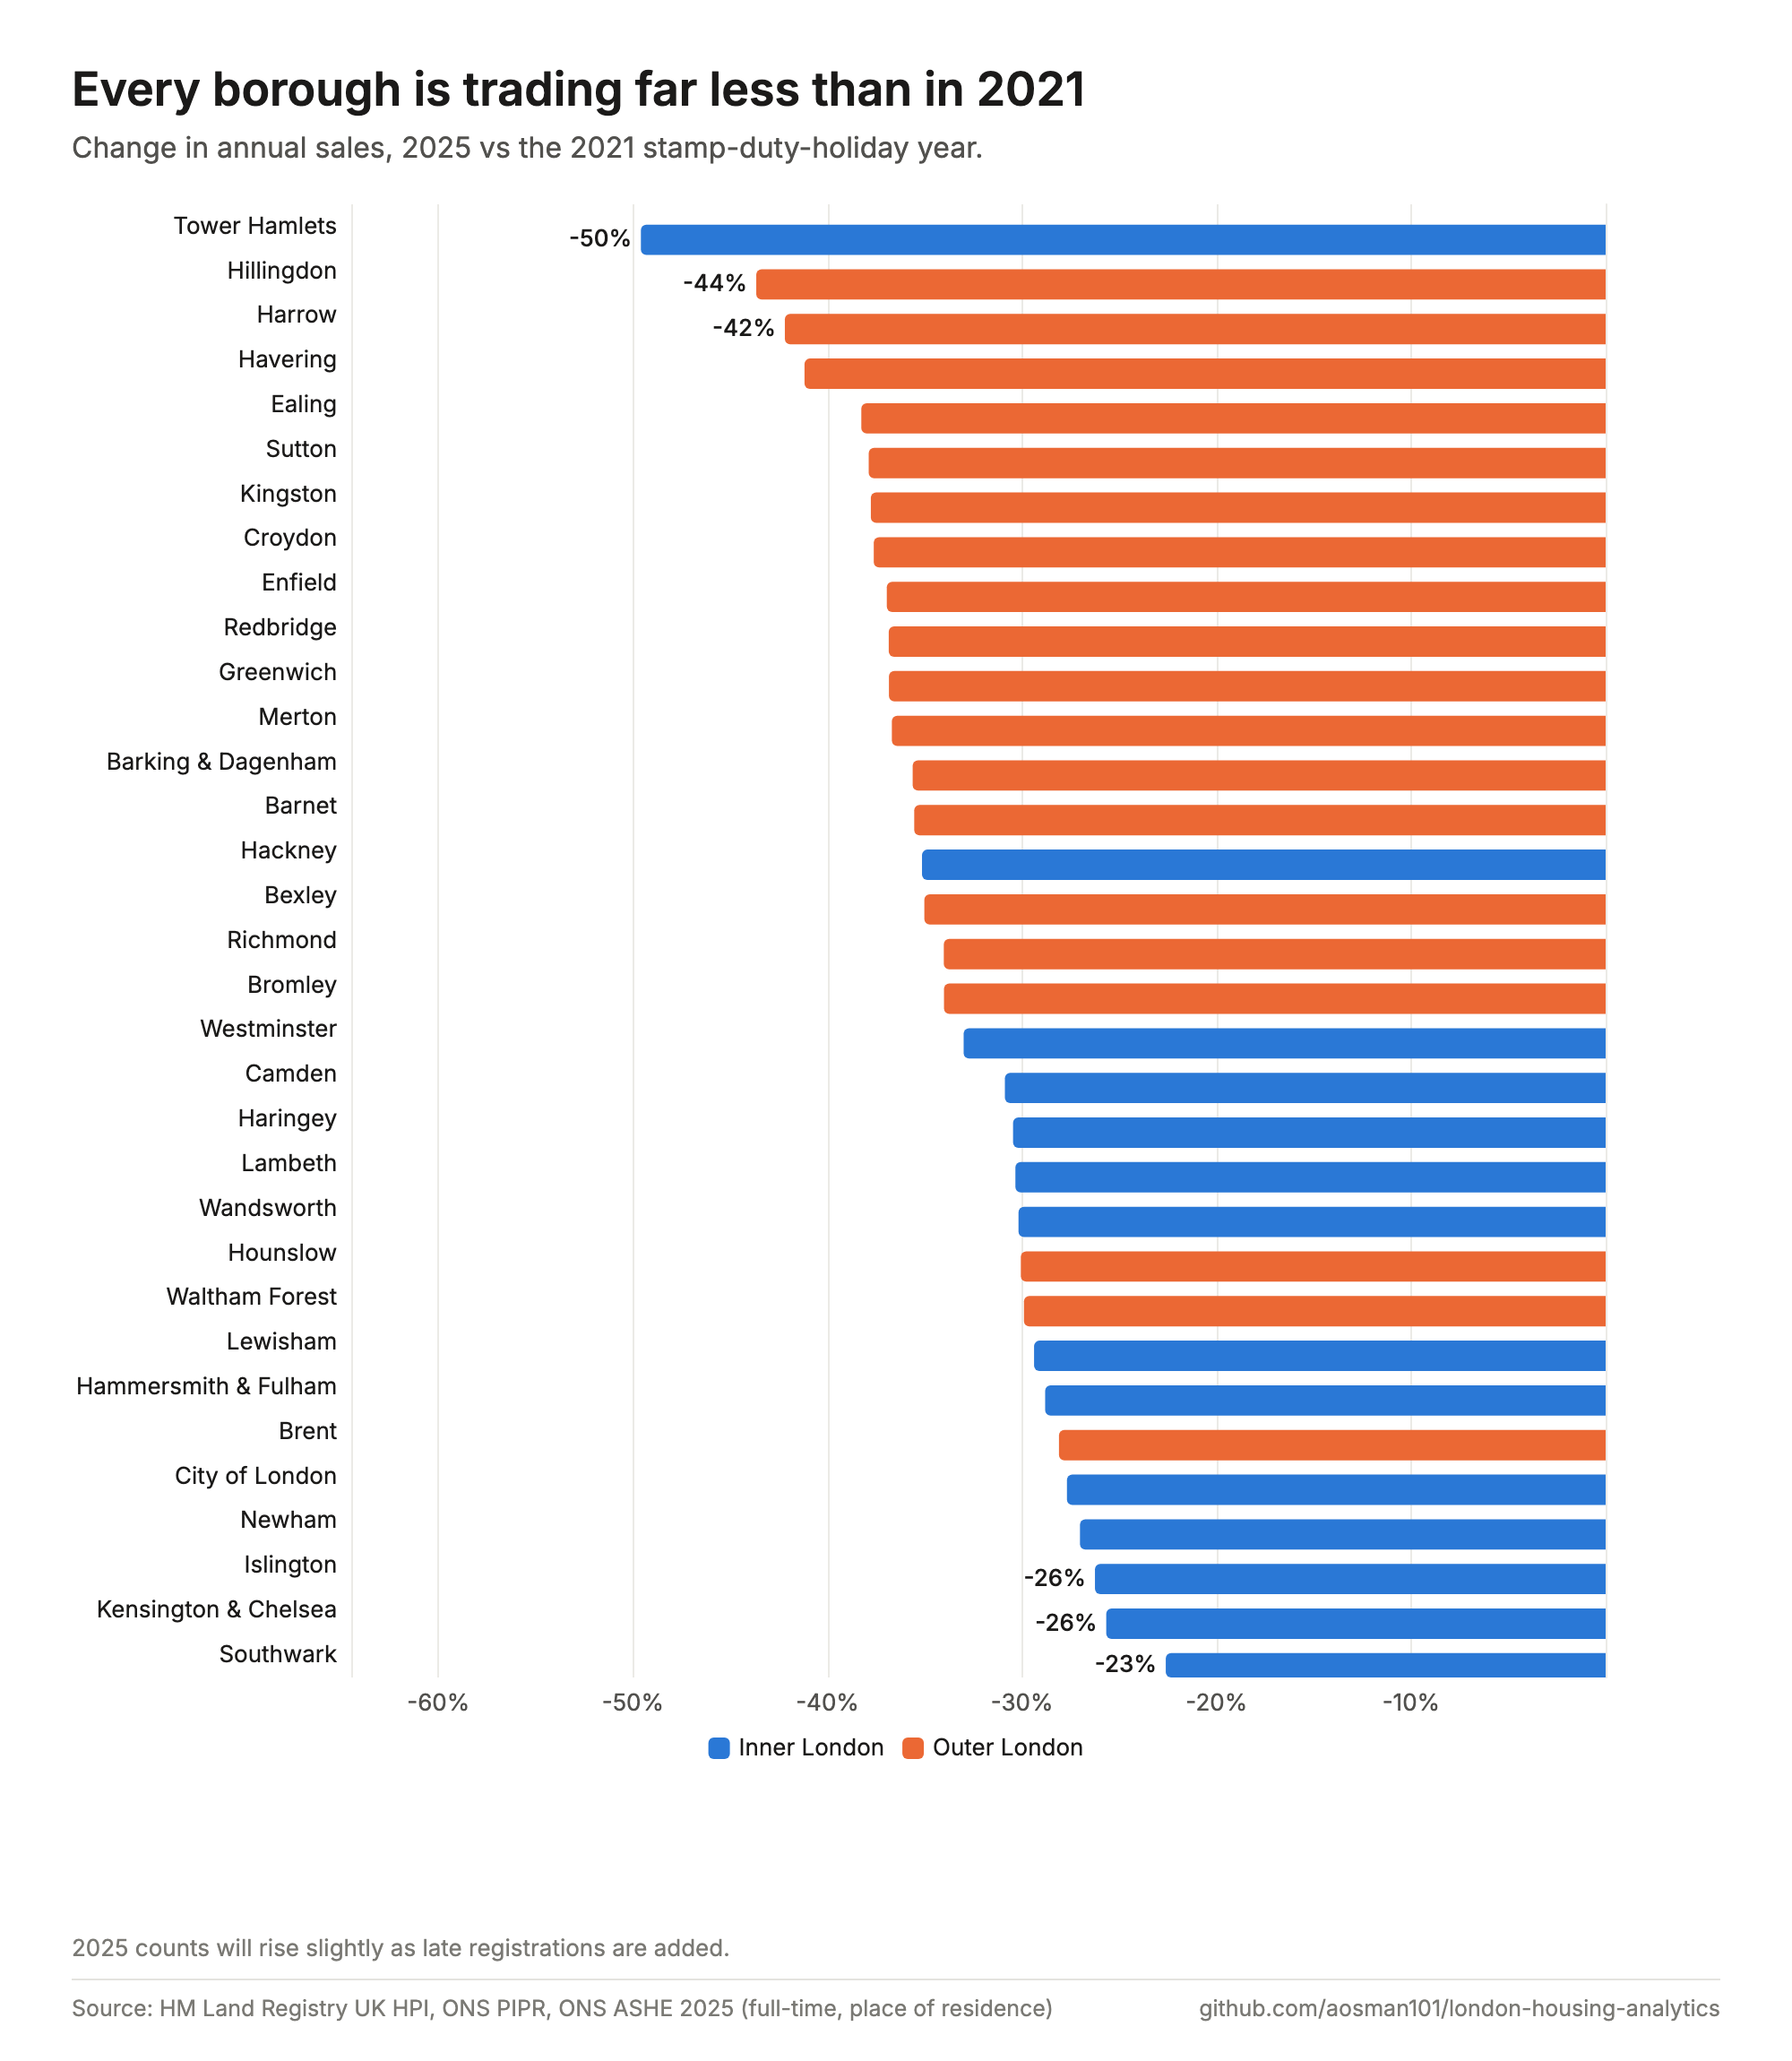 Every borough is trading far less than in 2021
Change in annual sales, 2025 vs the 2021 stamp-duty-holiday year.
Tower Hamlets -50%
Hillingdon -44%
Harrow -42%
Havering
Ealing
Sutton
Kingston
Croydon
Enfield
Redbridge
Greenwich
Merton
Barking & Dagenham
Barnet
Hackney
Bexley
Richmond
Bromley
Westminster
Camden
Haringey
Lambeth
Wandsworth
Hounslow
Waltham Forest
Lewisham
Hammersmith & Fulham
Brent
City of London
Newham
Islington -26%
Kensington & Chelsea -26%
Southwark -23%
-60% -50% -40% -30% -20% -10%
Inner London Outer London
2025 counts will rise slightly as late registrations are added.
Source: HM Land Registry UK HPI, ONS PIPR, ONS ASHE 2025 (full-time, place of residence) github.com/aosman101/london-housing-analytics